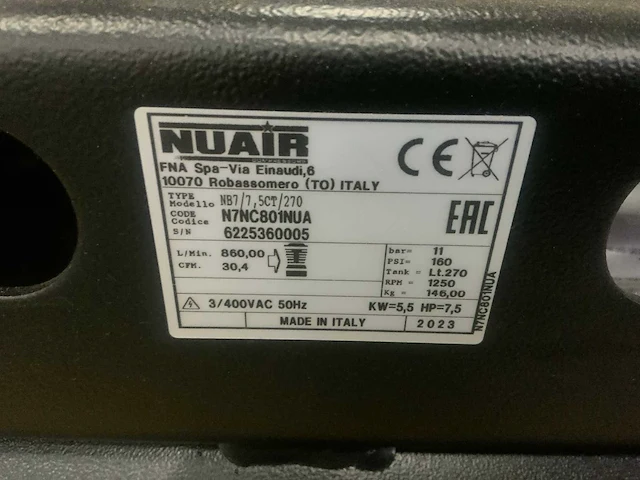 NUAIR
FNA Spa-Via Einaudi,6
10070 Robassomero (TO) ITALY
TYPE
Modello NB7/7,5CT/270
CODE
Codice N7NC801NUA
S/N 6225360005
L/Min. 860,00
CFM. 30,4
bar= 11
PSI= 160
Tank = Lt.270
RPM = 1250
Kg = 146,00
3/400VAC 50Hz KW=5,5 HP=7,5
MADE IN ITALY 2023
CE
EAC
N7NC801NUA